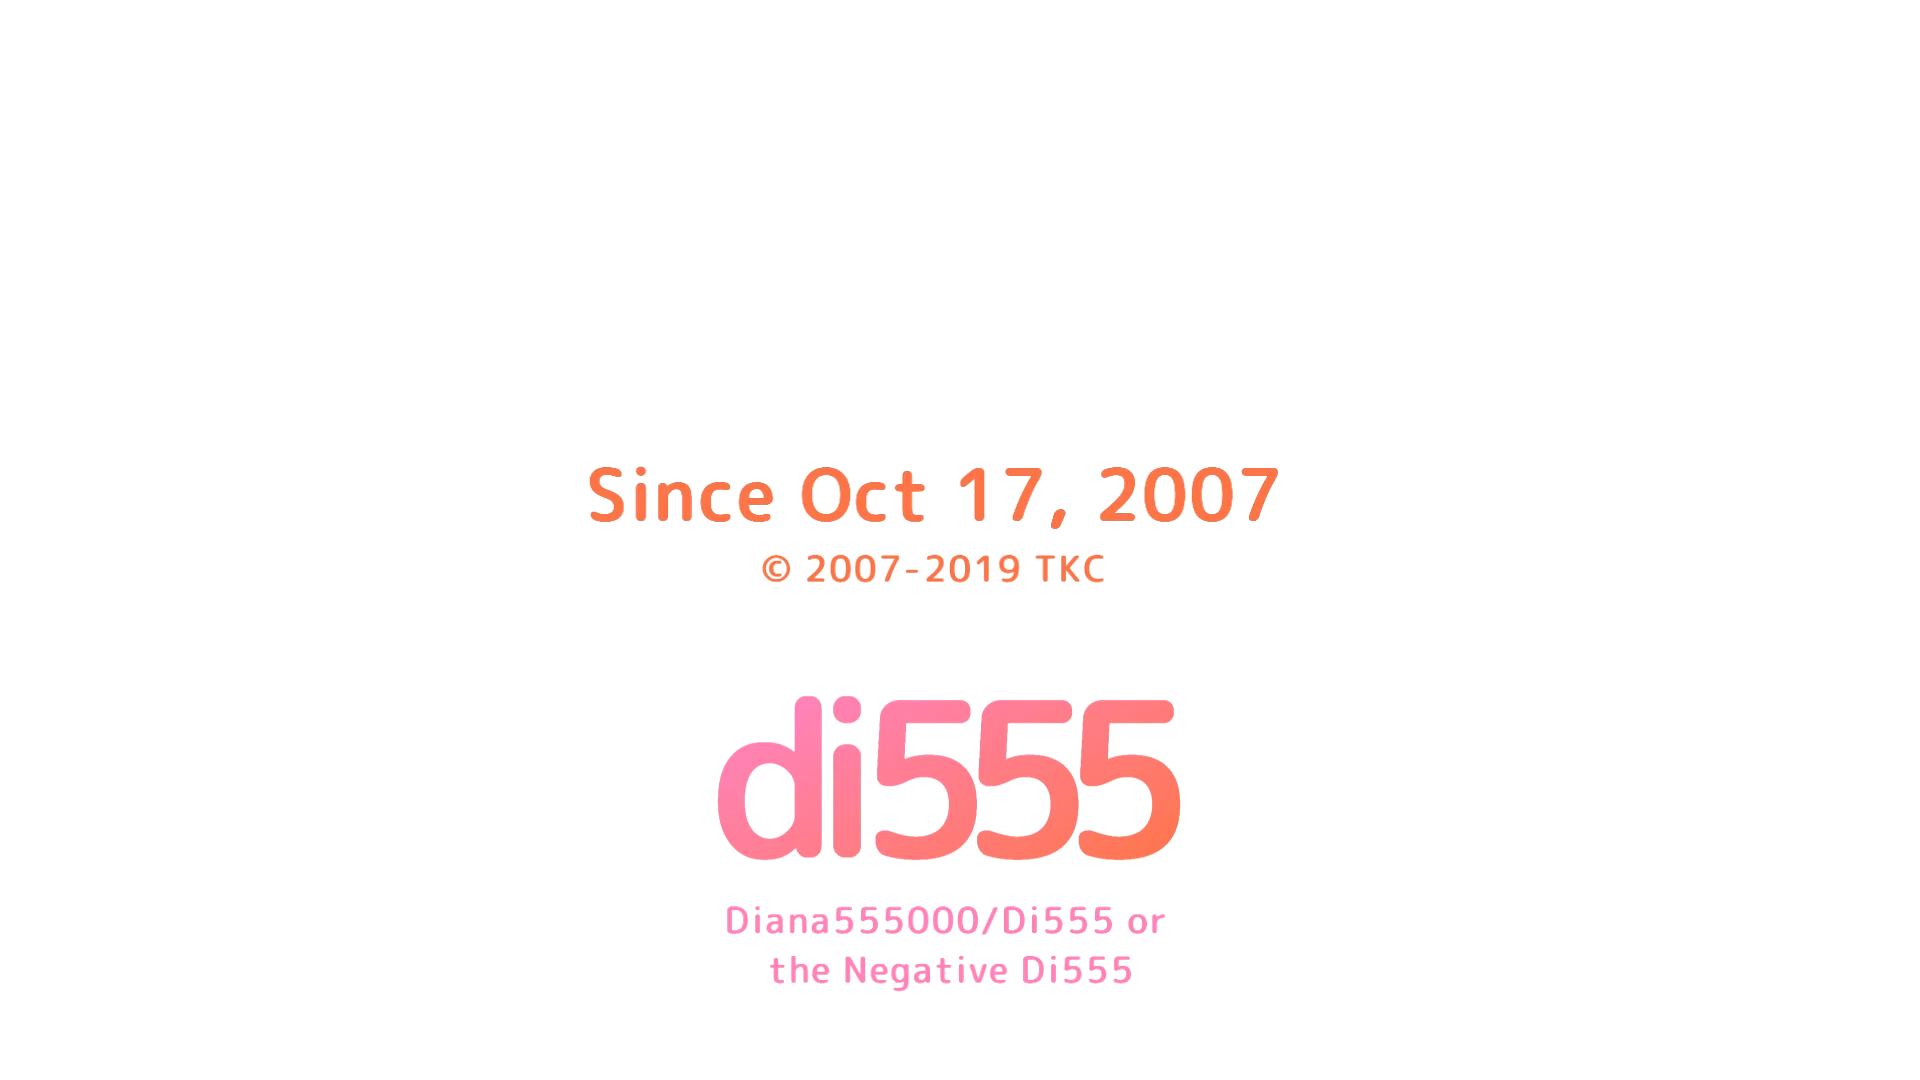 Since Oct 17, 2007
© 2007-2019 TKC
di555
Diana555000/Di555 or
the Negative Di555